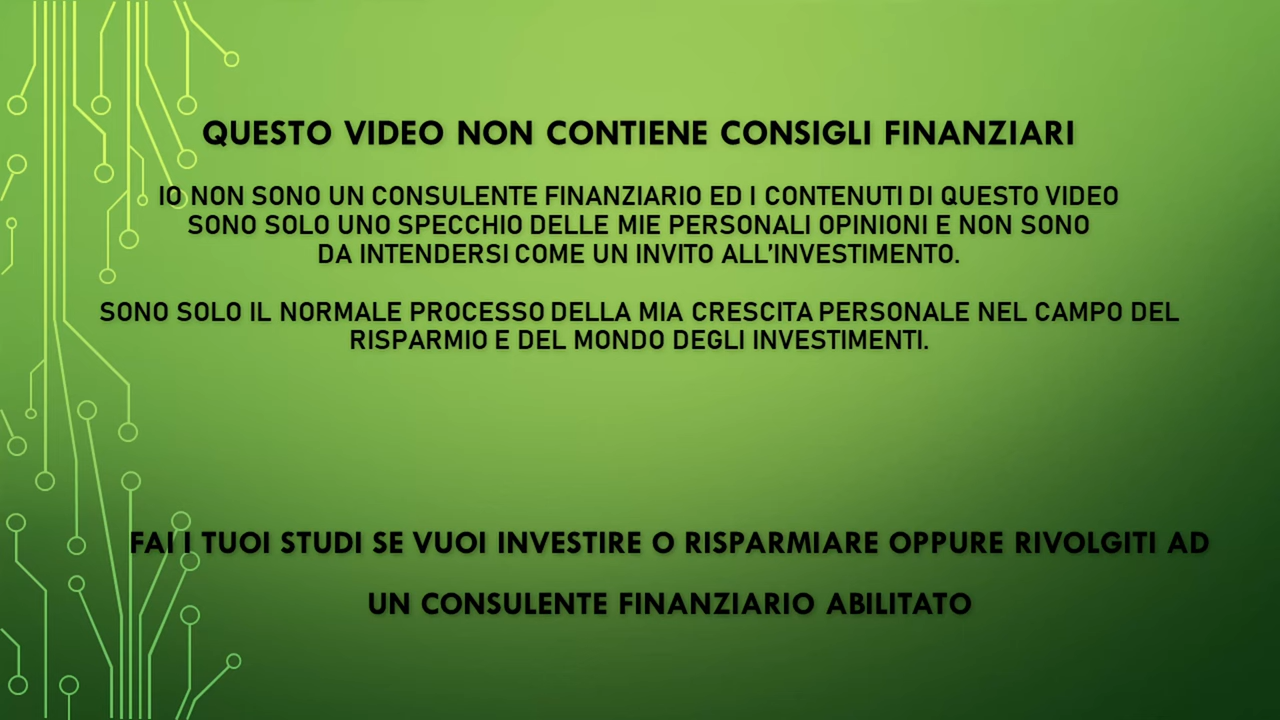 QUESTO VIDEO NON CONTIENE CONSIGLI FINANZIARI
IO NON SONO UN CONSULENTE FINANZIARIO ED I CONTENUTI DI QUESTO VIDEO
SONO SOLO UNO SPECCHIO DELLE MIE PERSONALI OPINIONI E NON SONO
DA INTENDERSI COME UN INVITO ALL'INVESTIMENTO.
SONO SOLO IL NORMALE PROCESSO DELLA MIA CRESCITA PERSONALE NEL CAMPO DEL
RISPARMIO E DEL MONDO DEGLI INVESTIMENTI.
FAI I TUOI STUDI SE VUOI INVESTIRE O RISPARMIARE OPPURE RIVOLGITI AD
UN CONSULENTE FINANZIARIO ABILITATO